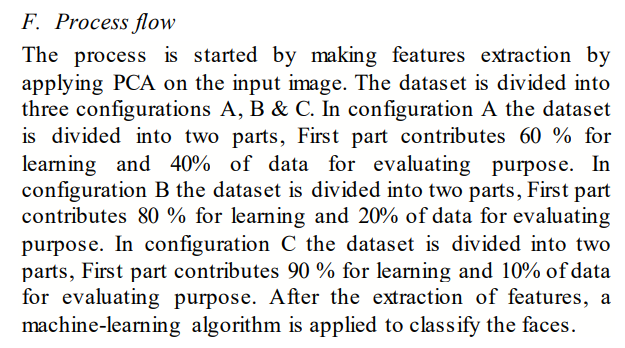 F. Process flow
The process is started by making features extraction by
applying PCA on the input image. The dataset is divided into
three configurations A, B & C. In configuration A the dataset
is divided into two parts, First part contributes 60 % for
learning and 40% of data for evaluating purpose. In
configuration B the dataset is divided into two parts, First part
contributes 80 % for learning and 20% of data for evaluating
purpose. In configuration C the dataset is divided into two
parts, First part contributes 90 % for learning and 10% of data
for evaluating purpose. After the extraction of features, a
machine-learning algorithm is applied to classify the faces.